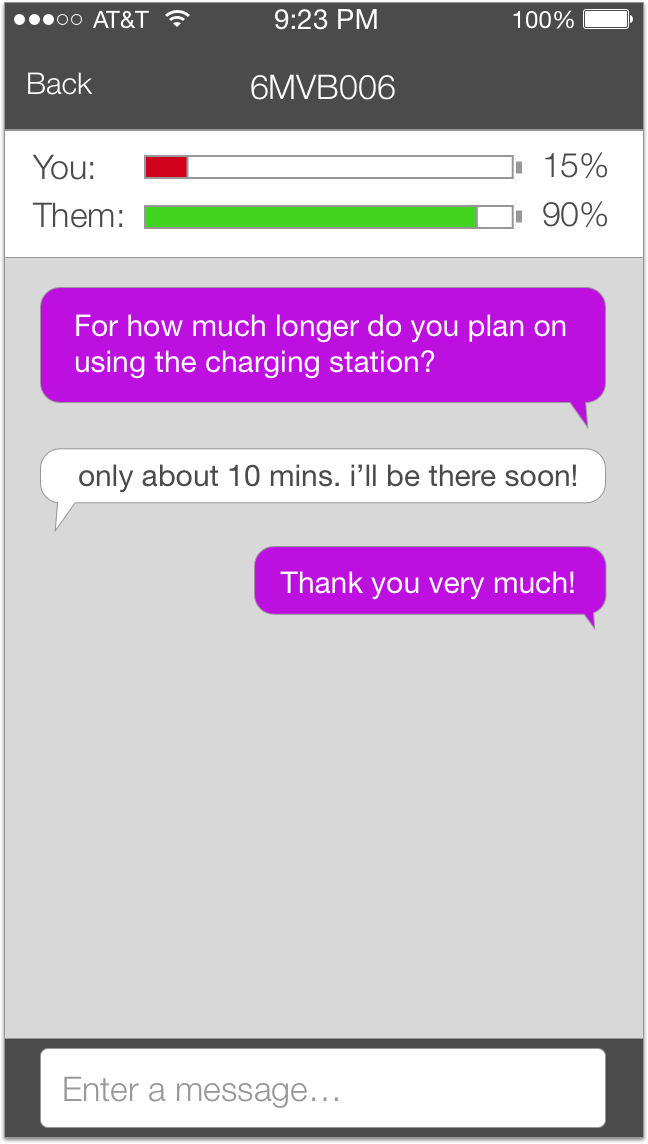 AT&T 9:23 PM 100%
Back 6MVB006
You: 15%
Them: 90%
For how much longer do you plan on
using the charging station?
only about 10 mins. i’ll be there soon!
Thank you very much!
Enter a message…